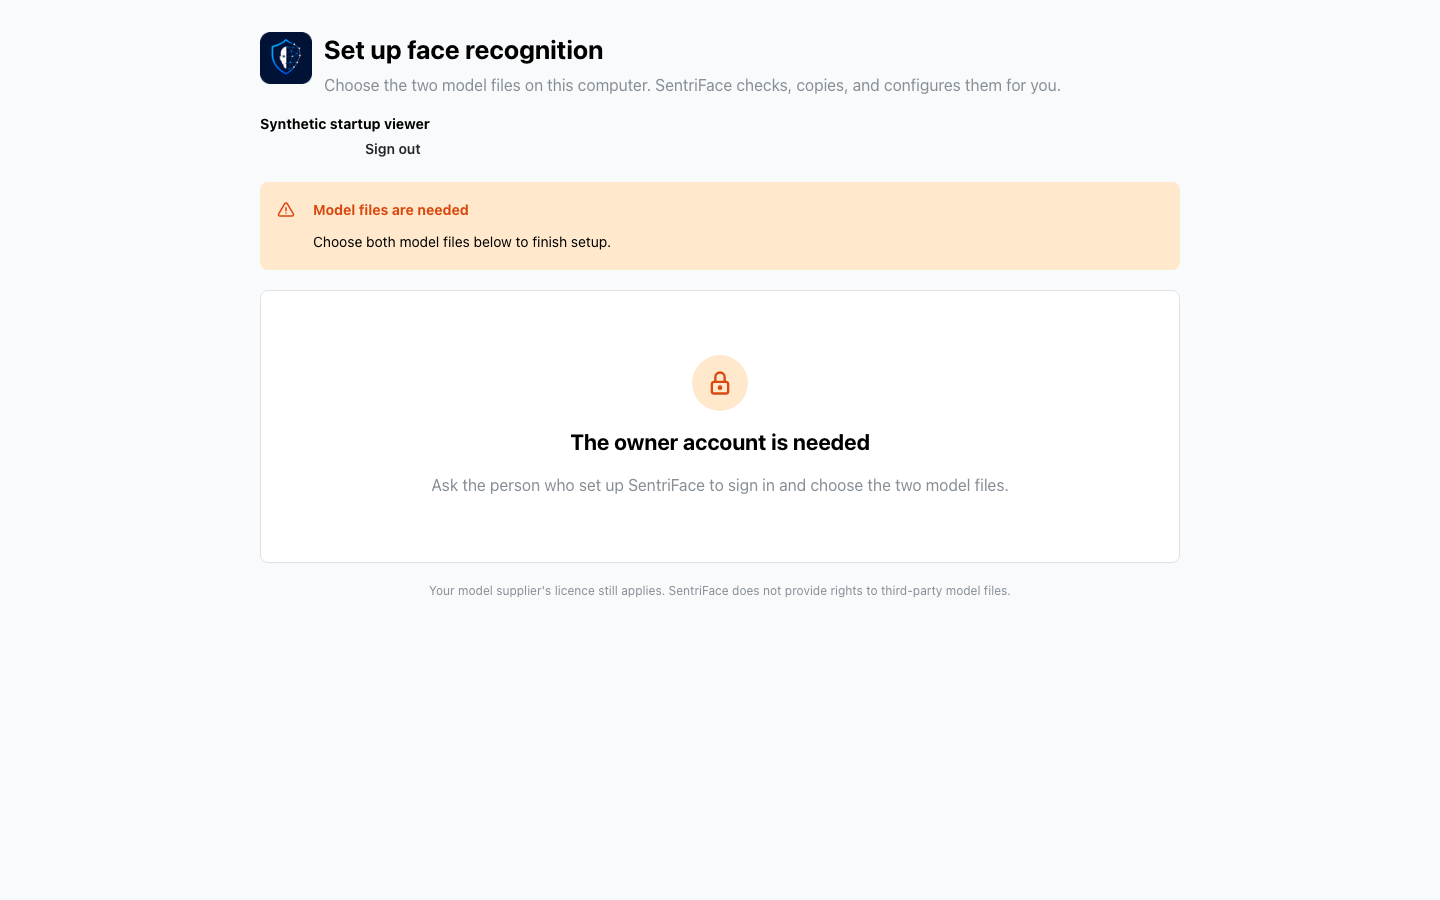 Set up face recognition
Choose the two model files on this computer. SentriFace checks, copies, and configures them for you.
Synthetic startup viewer
Sign out
Model files are needed
Choose both model files below to finish setup.
The owner account is needed
Ask the person who set up SentriFace to sign in and choose the two model files.
Your model supplier's licence still applies. SentriFace does not provide rights to third-party model files.